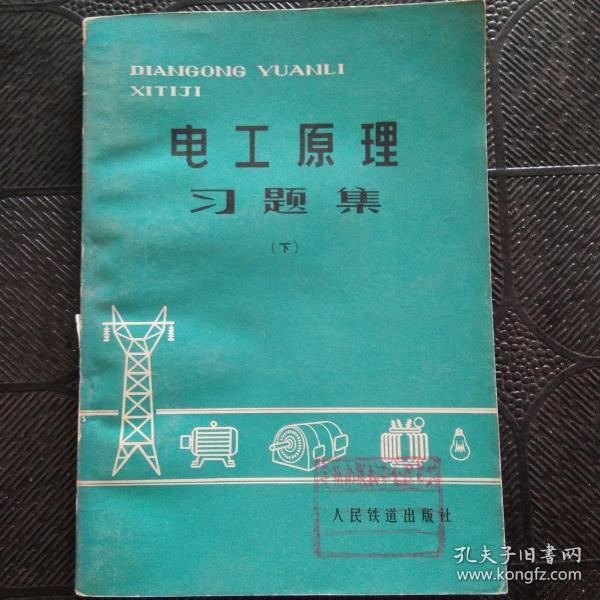 DIANGONG YUANLI
XITIJI
电工原理
习题集
(下)
人民铁道出版社
孔夫子旧书网
www.kongfz.com